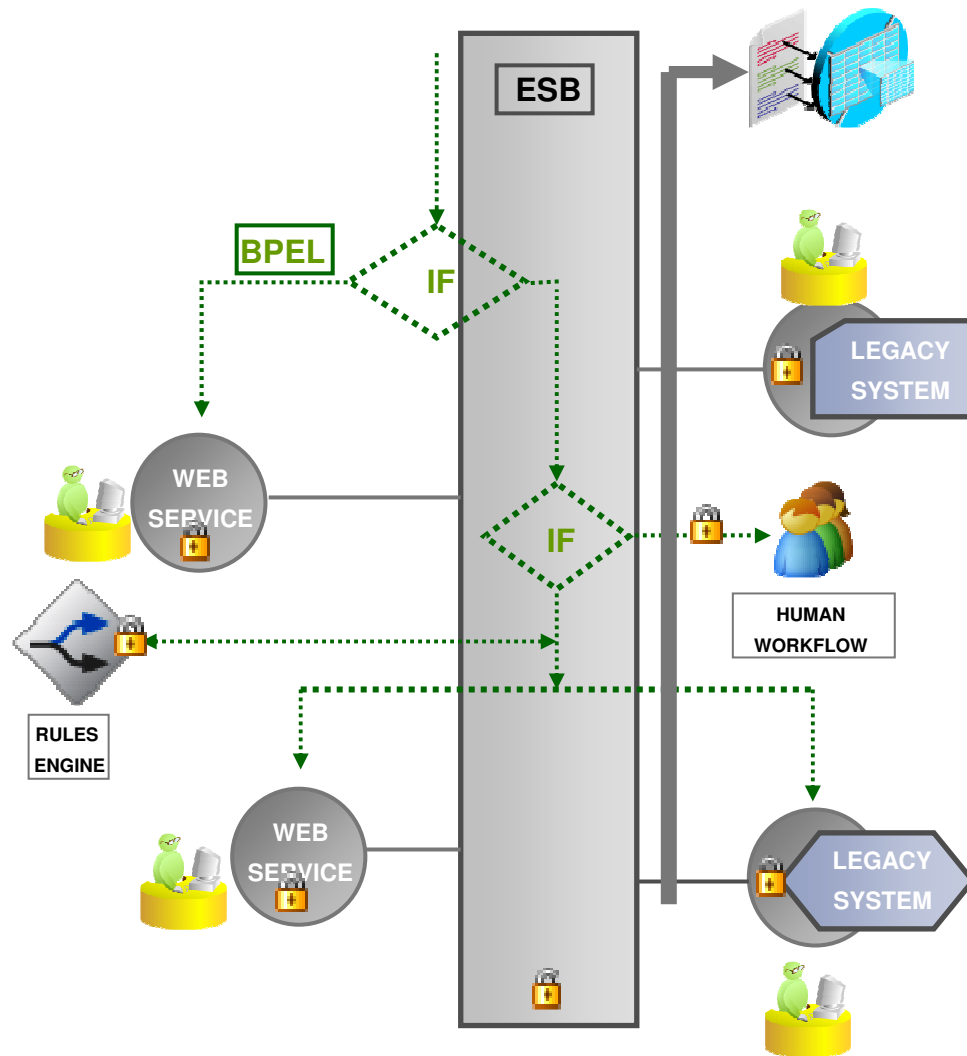 ESB
BPEL
IF
LEGACY
SYSTEM
WEB
SERVICE
IF
HUMAN
WORKFLOW
RULES
ENGINE
WEB
SERVICE
LEGACY
SYSTEM